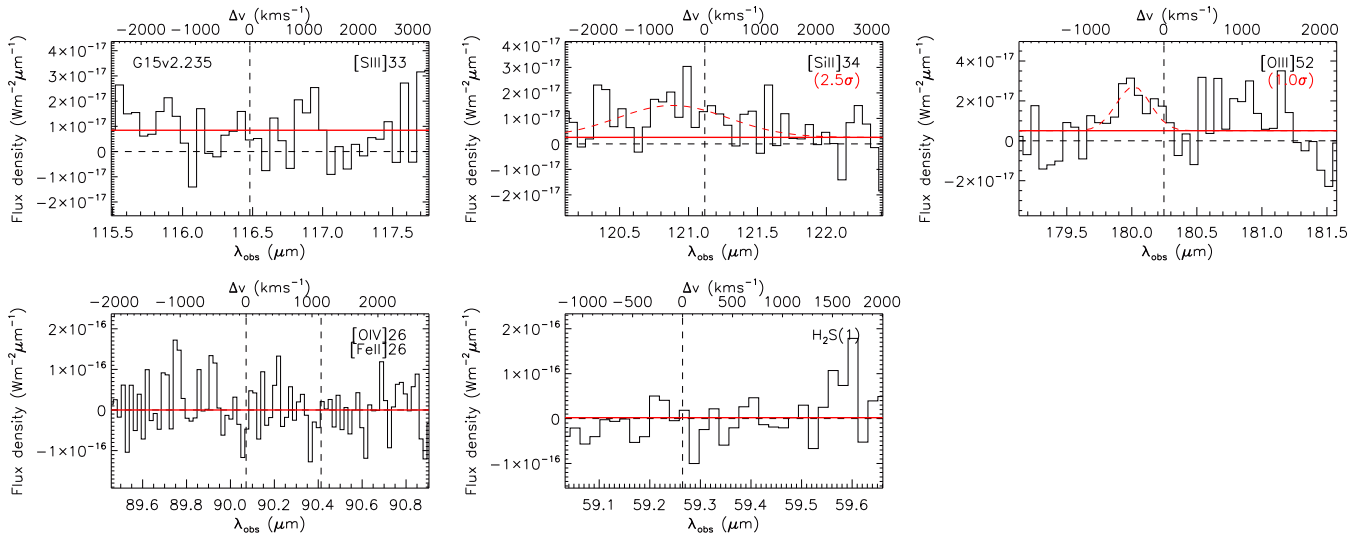 Δv (kms⁻¹)
-2000 -1000 0 1000 2000 3000
G15v2.235 [SIII]33
4×10⁻¹⁷
3×10⁻¹⁷
2×10⁻¹⁷
1×10⁻¹⁷
0
-1×10⁻¹⁷
-2×10⁻¹⁷
Flux density (Wm⁻²μm⁻¹)
115.5 116.0 116.5 117.0 117.5
λobs (μm)
Δv (kms⁻¹)
-2000 -1000 0 1000 2000 3000
[SiII]34
(2.5σ)
4×10⁻¹⁷
3×10⁻¹⁷
2×10⁻¹⁷
1×10⁻¹⁷
0
-1×10⁻¹⁷
-2×10⁻¹⁷
Flux density (Wm⁻²μm⁻¹)
120.5 121.0 121.5 122.0
λobs (μm)
Δv (kms⁻¹)
-1000 0 1000 2000
[OIII]52
(1.0σ)
4×10⁻¹⁷
2×10⁻¹⁷
0
-2×10⁻¹⁷
Flux density (Wm⁻²μm⁻¹)
179.5 180.0 180.5 181.0 181.5
λobs (μm)
Δv (kms⁻¹)
-2000 -1000 0 1000 2000
[OIV]26
[FeII]26
2×10⁻¹⁶
1×10⁻¹⁶
0
-1×10⁻¹⁶
Flux density (Wm⁻²μm⁻¹)
89.6 89.8 90.0 90.2 90.4 90.6 90.8
λobs (μm)
Δv (kms⁻¹)
-1000 -500 0 500 1000 1500 2000
H₂S(1)
2×10⁻¹⁶
1×10⁻¹⁶
0
-1×10⁻¹⁶
Flux density (Wm⁻²μm⁻¹)
59.1 59.2 59.3 59.4 59.5 59.6
λobs (μm)